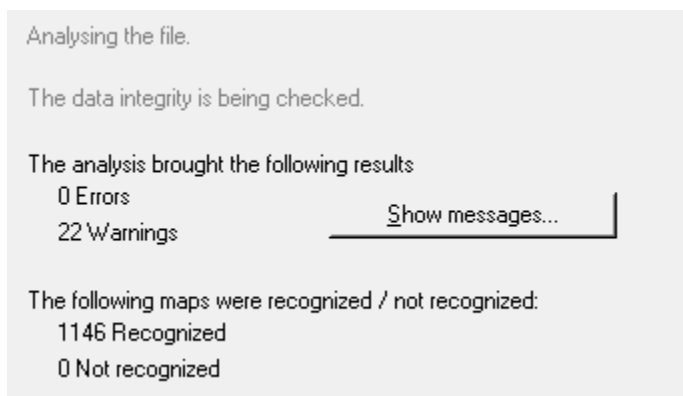 Analysing the file.
The data integrity is being checked.
The analysis brought the following results
0 Errors
22 Warnings
Show messages...
The following maps were recognized / not recognized:
1146 Recognized
0 Not recognized